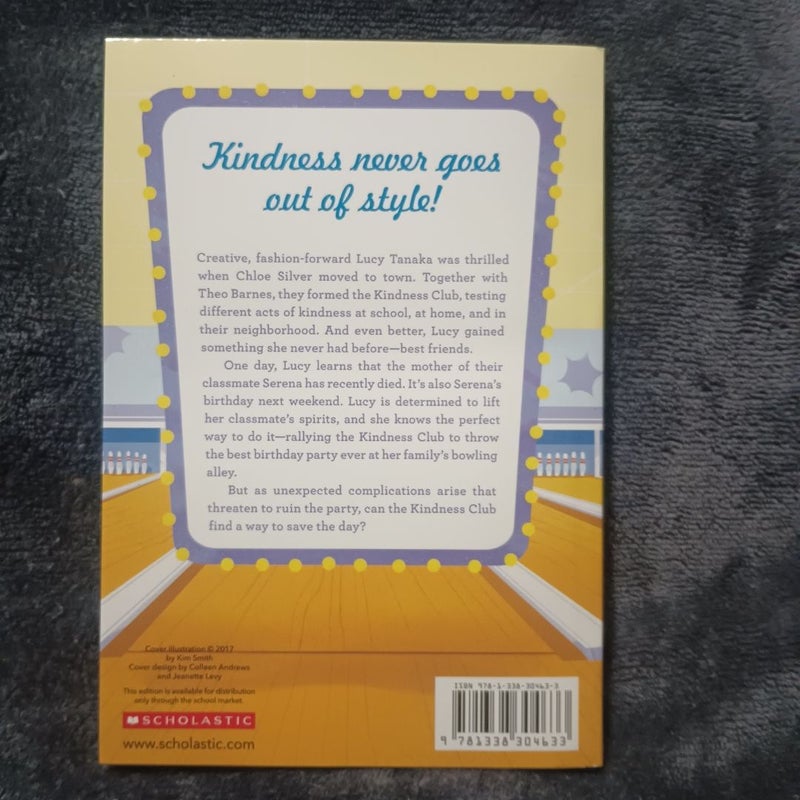 Kindness never goes
out of style!
Creative, fashion-forward Lucy Tanaka was thrilled
when Chloe Silver moved to town. Together with
Theo Barnes, they formed the Kindness Club, testing
different acts of kindness at school, at home, and in
their neighborhood. And even better, Lucy gained
something she never had before—best friends.
One day, Lucy learns that the mother of their
classmate Serena has recently died. It's also Serena's
birthday next weekend. Lucy is determined to lift
her classmate's spirits, and she knows the perfect
way to do it—rallying the Kindness Club to throw
the best birthday party ever at her family's bowling
alley.
But as unexpected complications arise that
threaten to ruin the party, can the Kindness Club
find a way to save the day?
Cover illustration © 2017
by Kim Smith
Cover design by Colleen Andrews
and Jeanette Levy
This edition is available for distribution
only through the school market.
SCHOLASTIC
www.scholastic.com
ISBN 978-1-338-30463-3
9 781338 304633